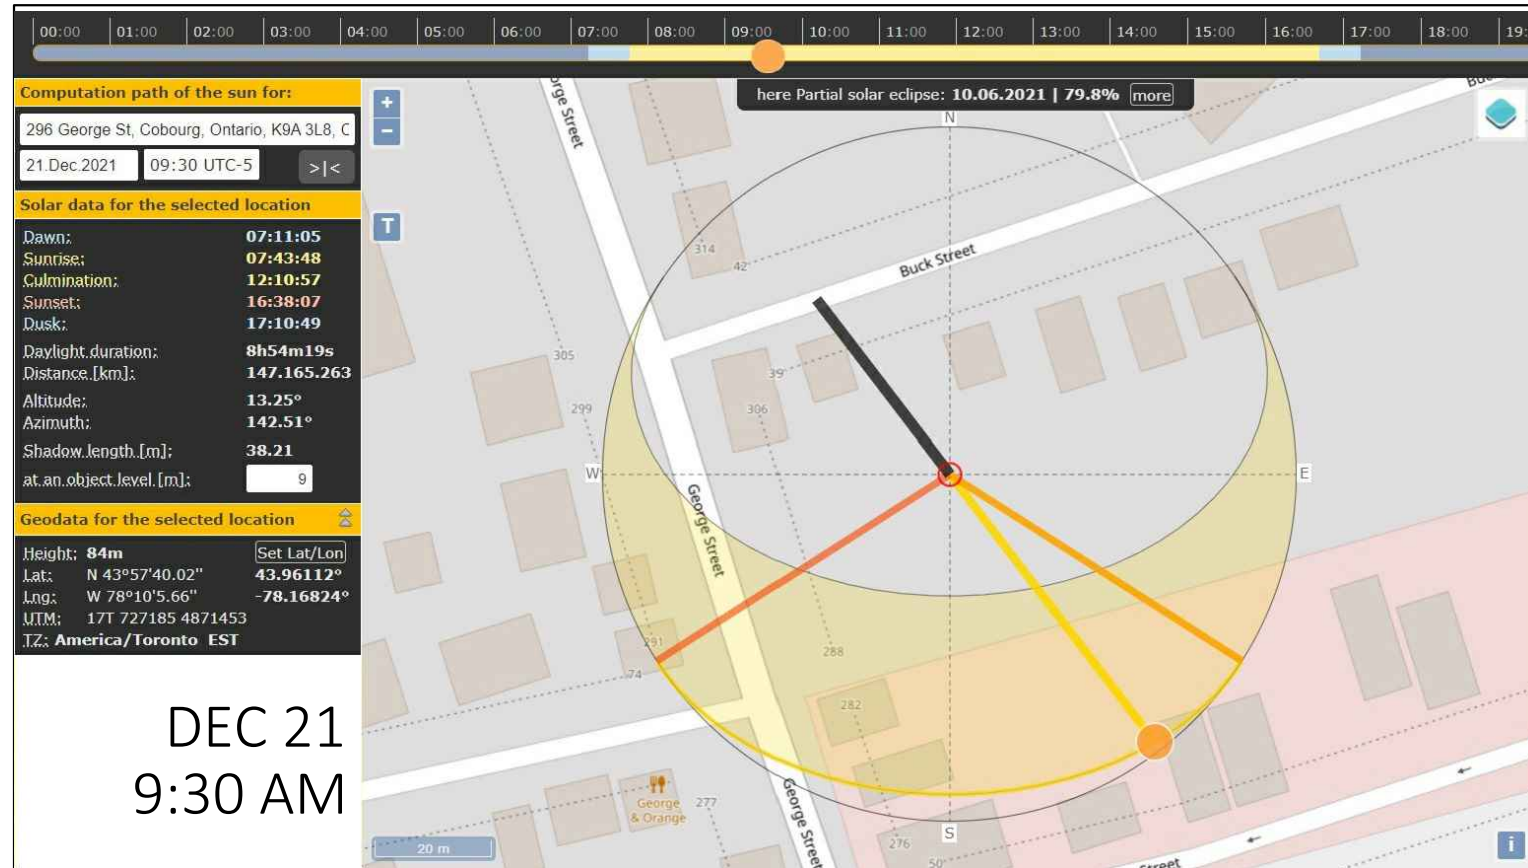 00:00 01:00 02:00 03:00 04:00 05:00 06:00 07:00 08:00 09:00 10:00 11:00 12:00 13:00 14:00 15:00 16:00 17:00 18:00 19:
Computation path of the sun for:
296 George St, Cobourg, Ontario, K9A 3L8, C
21.Dec.2021 09:30 UTC-5 >|<
Solar data for the selected location
Dawn: 07:11:05
Sunrise: 07:43:48
Culmination: 12:10:57
Sunset: 16:38:07
Dusk: 17:10:49
Daylight duration: 8h54m19s
Distance [km]: 147.165.263
Altitude: 13.25°
Azimuth: 142.51°
Shadow length [m]: 38.21
at an object level [m]: 9
Geodata for the selected location
Height: 84m Set Lat/Lon
Lat: N 43°57'40.02" 43.96112°
Lng: W 78°10'5.66" -78.16824°
UTM: 17T 727185 4871453
TZ: America/Toronto EST
DEC 21
9:30 AM
+
−
T
here Partial solar eclipse: 10.06.2021 | 79.8% more
N
rge Street
314
42
Buck Street
305
39
299
306
W
E
George Street
291
288
74
282
George
& Orange
277
George Street
S
276
50
20 m
street
i